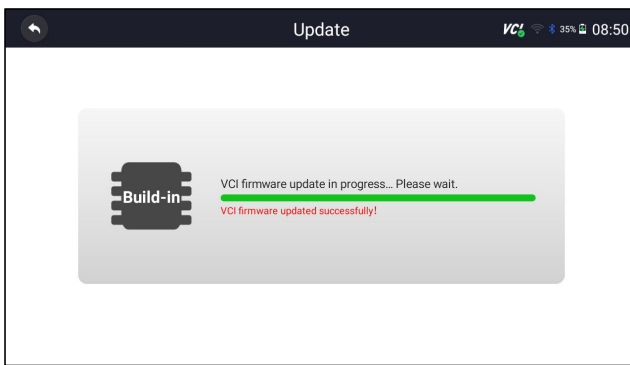 Update
VCI 35% 08:50
Build-in
VCI firmware update in progress... Please wait.
VCI firmware updated successfully!